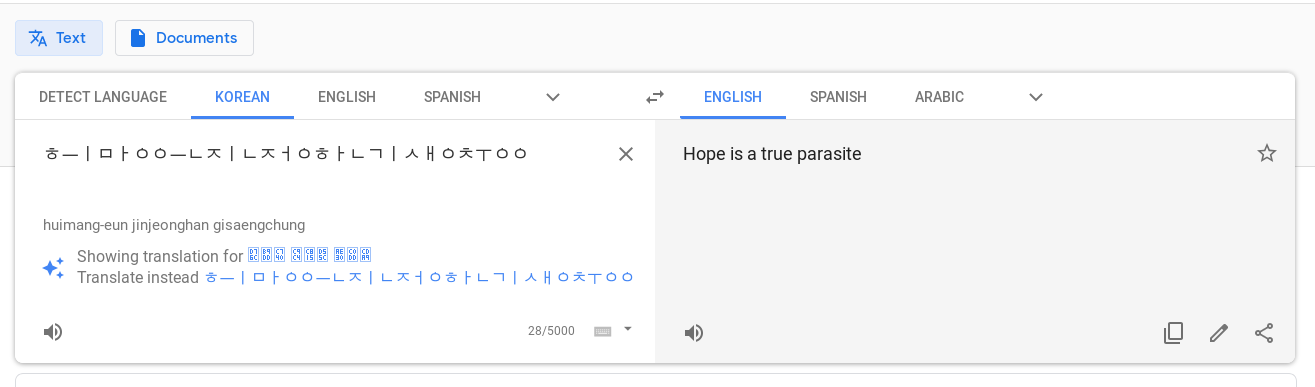 Text
Documents
DETECT LANGUAGE KOREAN ENGLISH SPANISH
ENGLISH SPANISH ARABIC
ㅎㅡㅣㅁㅏㅇㅇㅡㄴㅈㅣㄴㅈㅓㅇㅎㅏㄴㄱㅣㅅㅐㅇㅊㅜㅇㅇ
Hope is a true parasite
huimang-eun jinjeonghan gisaengchung
Showing translation for
Translate instead ㅎㅡㅣㅁㅏㅇㅇㅡㄴㅈㅣㄴㅈㅓㅇㅎㅏㄴㄱㅣㅅㅐㅇㅊㅜㅇㅇ
28/5000